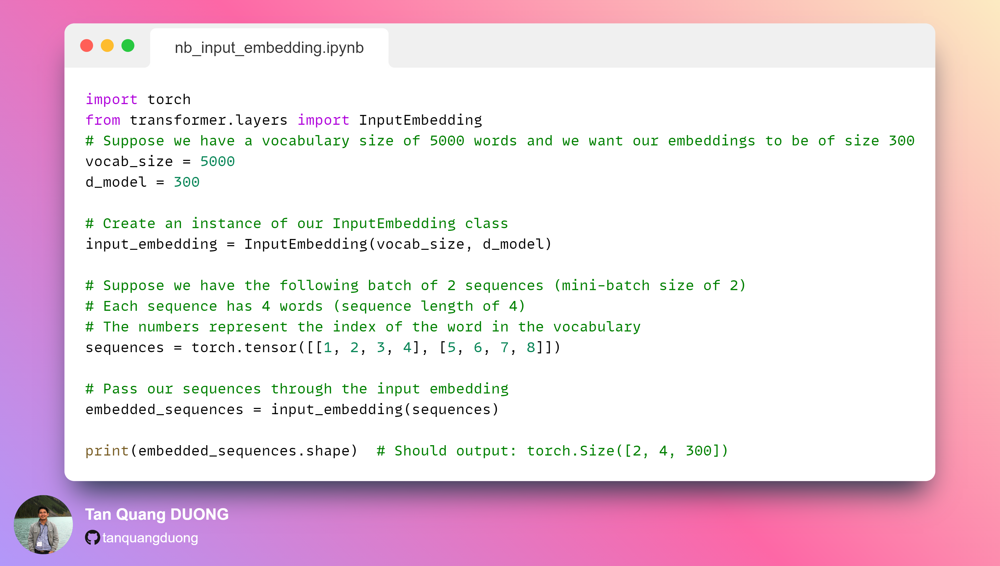 nb_input_embedding.ipynb
import torch
from transformer.layers import InputEmbedding
# Suppose we have a vocabulary size of 5000 words and we want our embeddings to be of size 300
vocab_size = 5000
d_model = 300
# Create an instance of our InputEmbedding class
input_embedding = InputEmbedding(vocab_size, d_model)
# Suppose we have the following batch of 2 sequences (mini-batch size of 2)
# Each sequence has 4 words (sequence length of 4)
# The numbers represent the index of the word in the vocabulary
sequences = torch.tensor([[1, 2, 3, 4], [5, 6, 7, 8]])
# Pass our sequences through the input embedding
embedded_sequences = input_embedding(sequences)
print(embedded_sequences.shape)  # Should output: torch.Size([2, 4, 300])
Tan Quang DUONG
tanquangduong